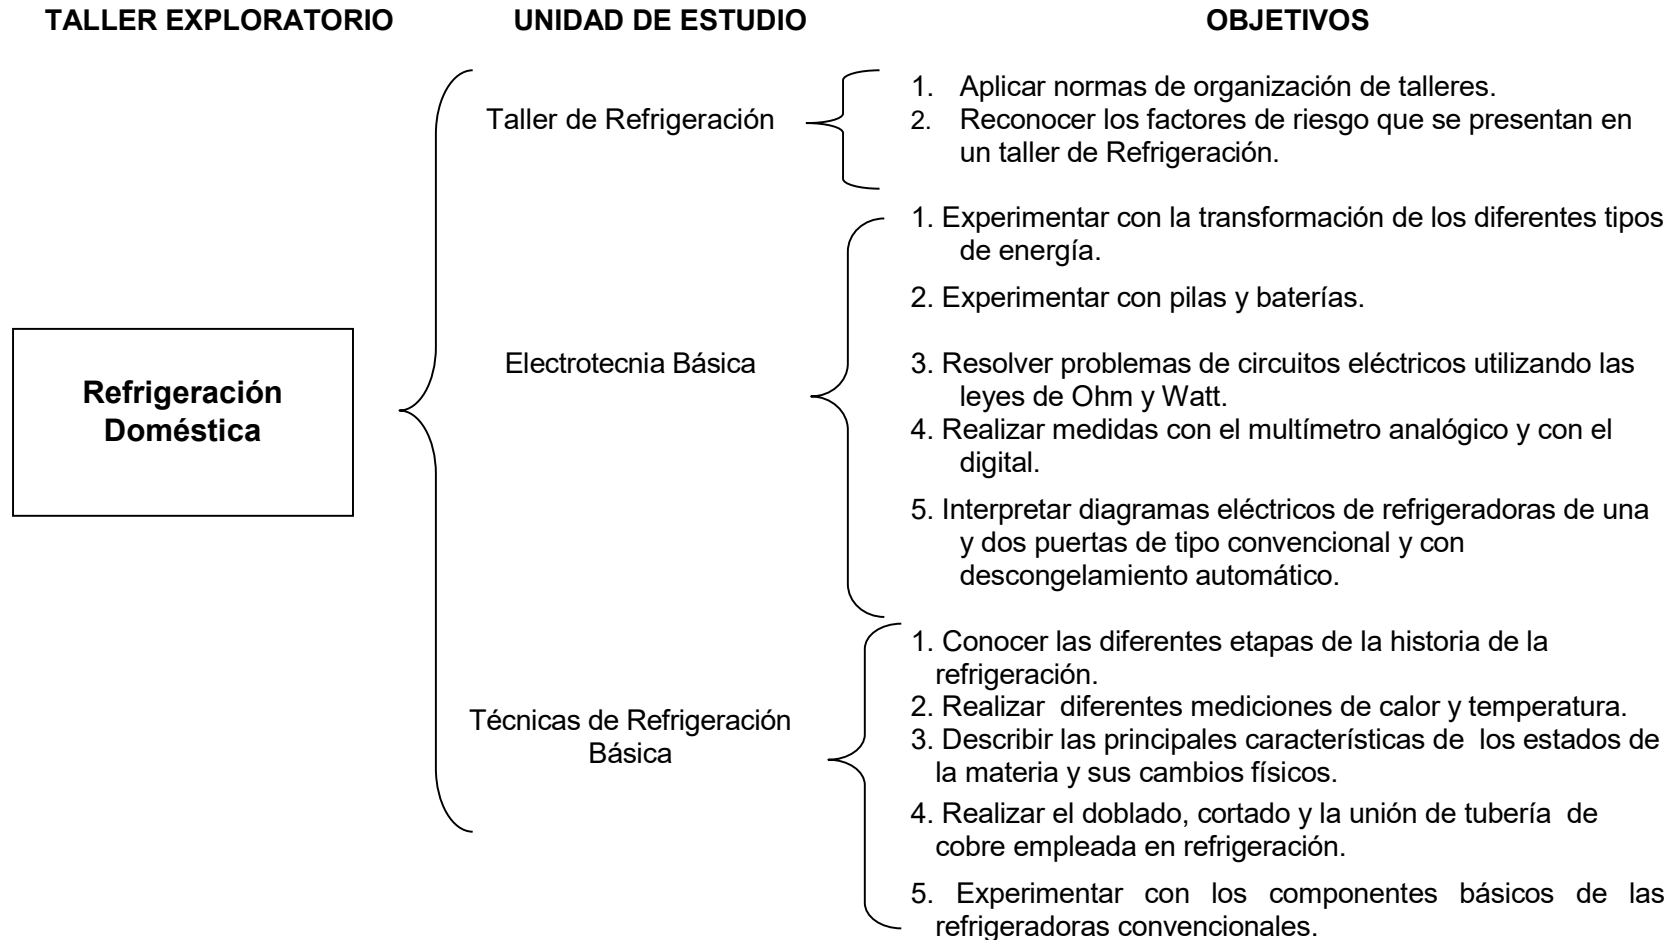 TALLER EXPLORATORIO UNIDAD DE ESTUDIO OBJETIVOS
Refrigeración
Doméstica
Taller de Refrigeración
1. Aplicar normas de organización de talleres.
2. Reconocer los factores de riesgo que se presentan en
un taller de Refrigeración.
Electrotecnia Básica
1. Experimentar con la transformación de los diferentes tipos
de energía.
2. Experimentar con pilas y baterías.
3. Resolver problemas de circuitos eléctricos utilizando las
leyes de Ohm y Watt.
4. Realizar medidas con el multímetro analógico y con el
digital.
5. Interpretar diagramas eléctricos de refrigeradoras de una
y dos puertas de tipo convencional y con
descongelamiento automático.
Técnicas de Refrigeración
Básica
1. Conocer las diferentes etapas de la historia de la
refrigeración.
2. Realizar diferentes mediciones de calor y temperatura.
3. Describir las principales características de los estados de
la materia y sus cambios físicos.
4. Realizar el doblado, cortado y la unión de tubería de
cobre empleada en refrigeración.
5. Experimentar con los componentes básicos de las
refrigeradoras convencionales.